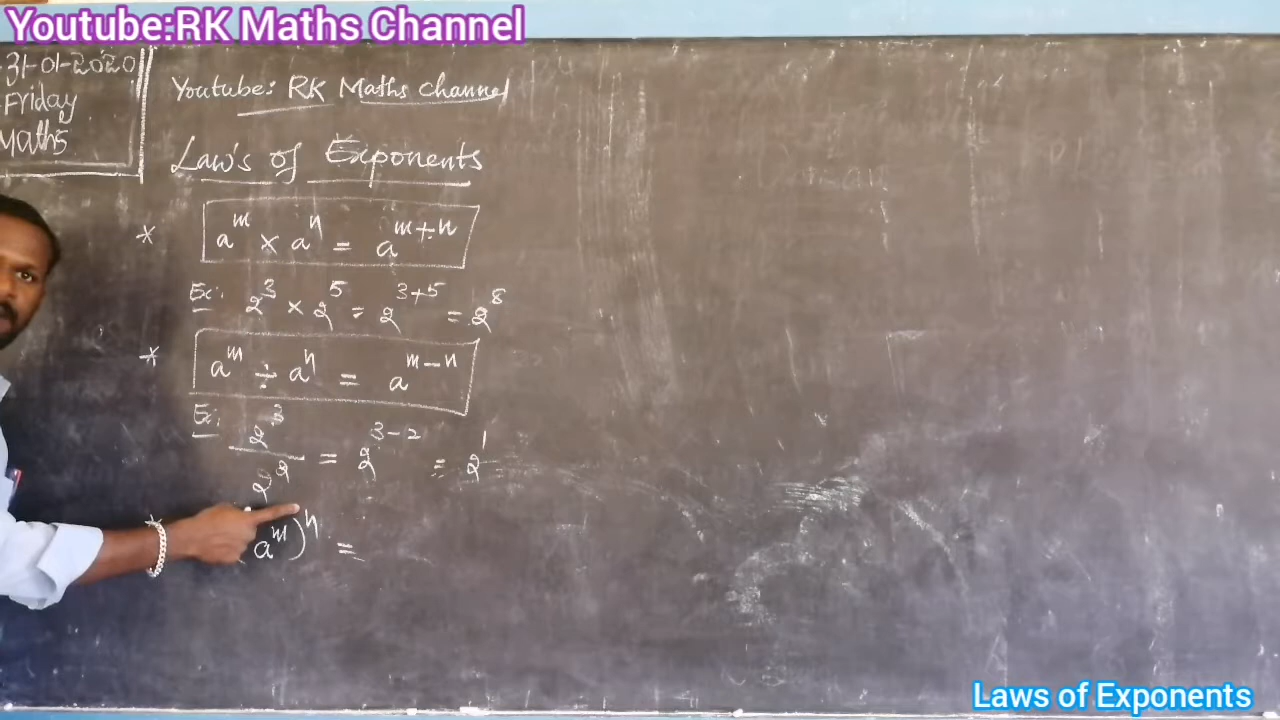 Youtube:RK Maths Channel
31-01-2020
Friday
Maths
Youtube: RK Maths Channel
Law's of Exponents
* a^m × a^n = a^(m+n)
Ex: 2^3 × 2^5 = 2^(3+5) = 2^8
* a^m ÷ a^n = a^(m-n)
Ex: 2^3/2^2 = 2^(3-2) = 2^1
(a^m)^n =
Laws of Exponents